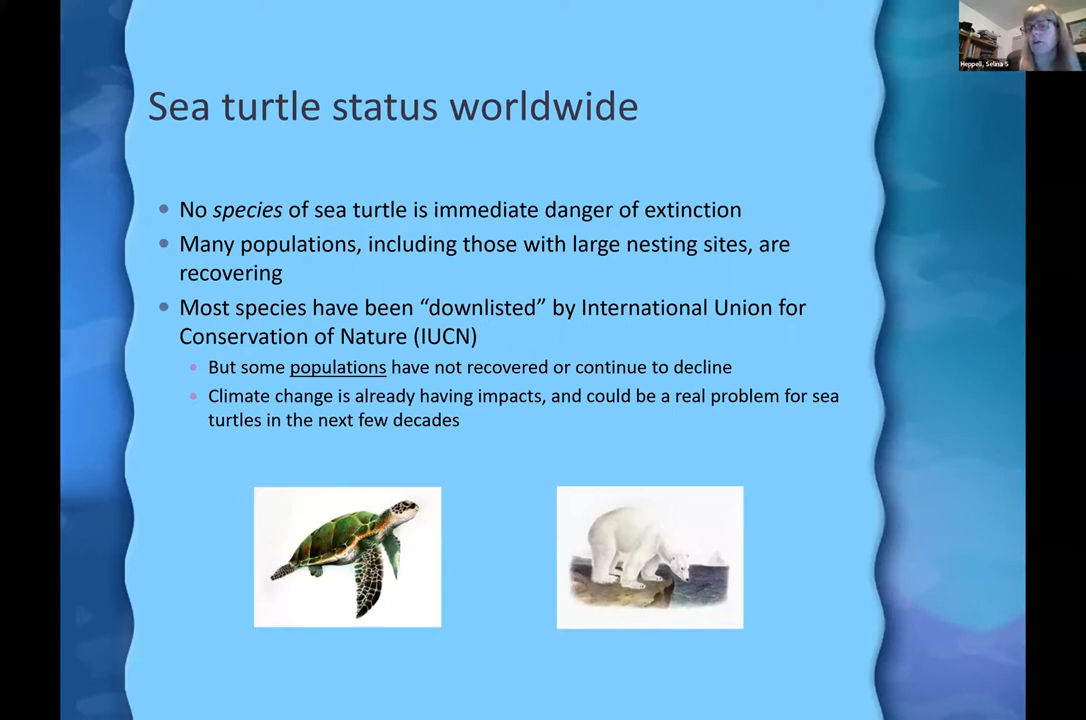 Heppell, Selina S
Sea turtle status worldwide
No species of sea turtle is immediate danger of extinction
Many populations, including those with large nesting sites, are
recovering
Most species have been “downlisted” by International Union for
Conservation of Nature (IUCN)
But some populations have not recovered or continue to decline
Climate change is already having impacts, and could be a real problem for sea
turtles in the next few decades